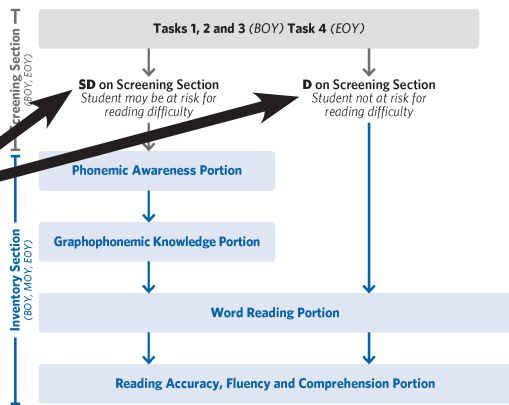 Tasks 1, 2 and 3 (BOY) Task 4 (EOY)
Screening Section
(BOY, EOY)
SD on Screening Section
Student may be at risk for
reading difficulty
D on Screening Section
Student not at risk for
reading difficulty
Phonemic Awareness Portion
Graphophonemic Knowledge Portion
Inventory Section
(BOY, MOY, EOY)
Word Reading Portion
Reading Accuracy, Fluency and Comprehension Portion